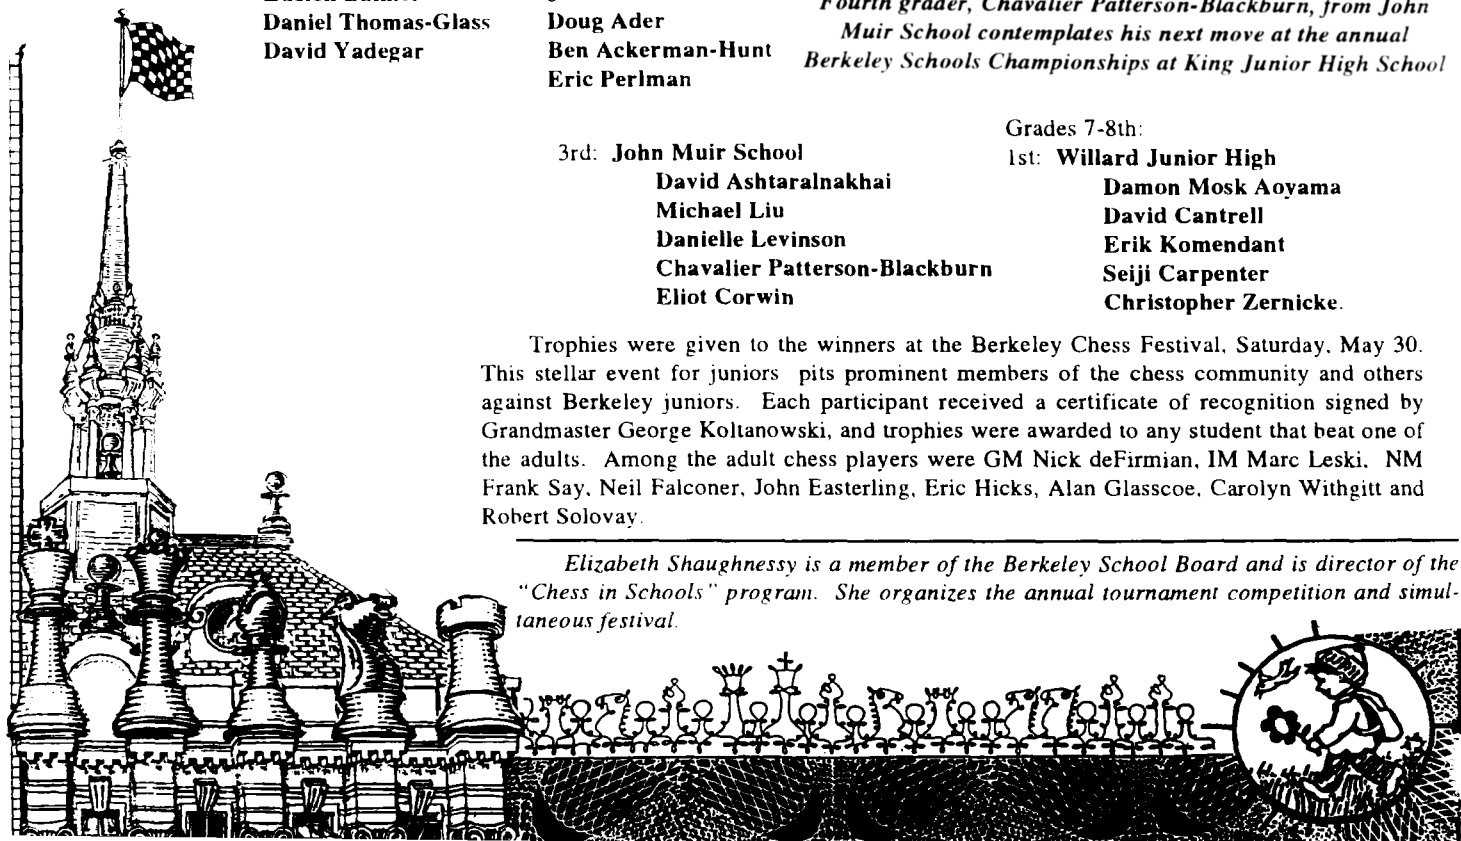 Daniel Thomas-Glass
David Yadegar
Doug Ader
Ben Ackerman-Hunt
Eric Perlman
Fourth grader, Chavalier Patterson-Blackburn, from John
Muir School contemplates his next move at the annual
Berkeley Schools Championships at King Junior High School
3rd: John Muir School
David Ashtaralnakhai
Michael Liu
Danielle Levinson
Chavalier Patterson-Blackburn
Eliot Corwin
Grades 7-8th:
1st: Willard Junior High
Damon Mosk Aoyama
David Cantrell
Erik Komendant
Seiji Carpenter
Christopher Zernicke.
Trophies were given to the winners at the Berkeley Chess Festival, Saturday, May 30.
This stellar event for juniors pits prominent members of the chess community and others
against Berkeley juniors. Each participant received a certificate of recognition signed by
Grandmaster George Koltanowski, and trophies were awarded to any student that beat one of
the adults. Among the adult chess players were GM Nick deFirmian, IM Marc Leski, NM
Frank Say, Neil Falconer, John Easterling, Eric Hicks, Alan Glasscoe, Carolyn Withgitt and
Robert Solovay.
Elizabeth Shaughnessy is a member of the Berkeley School Board and is director of the
"Chess in Schools" program. She organizes the annual tournament competition and simul-
taneous festival.